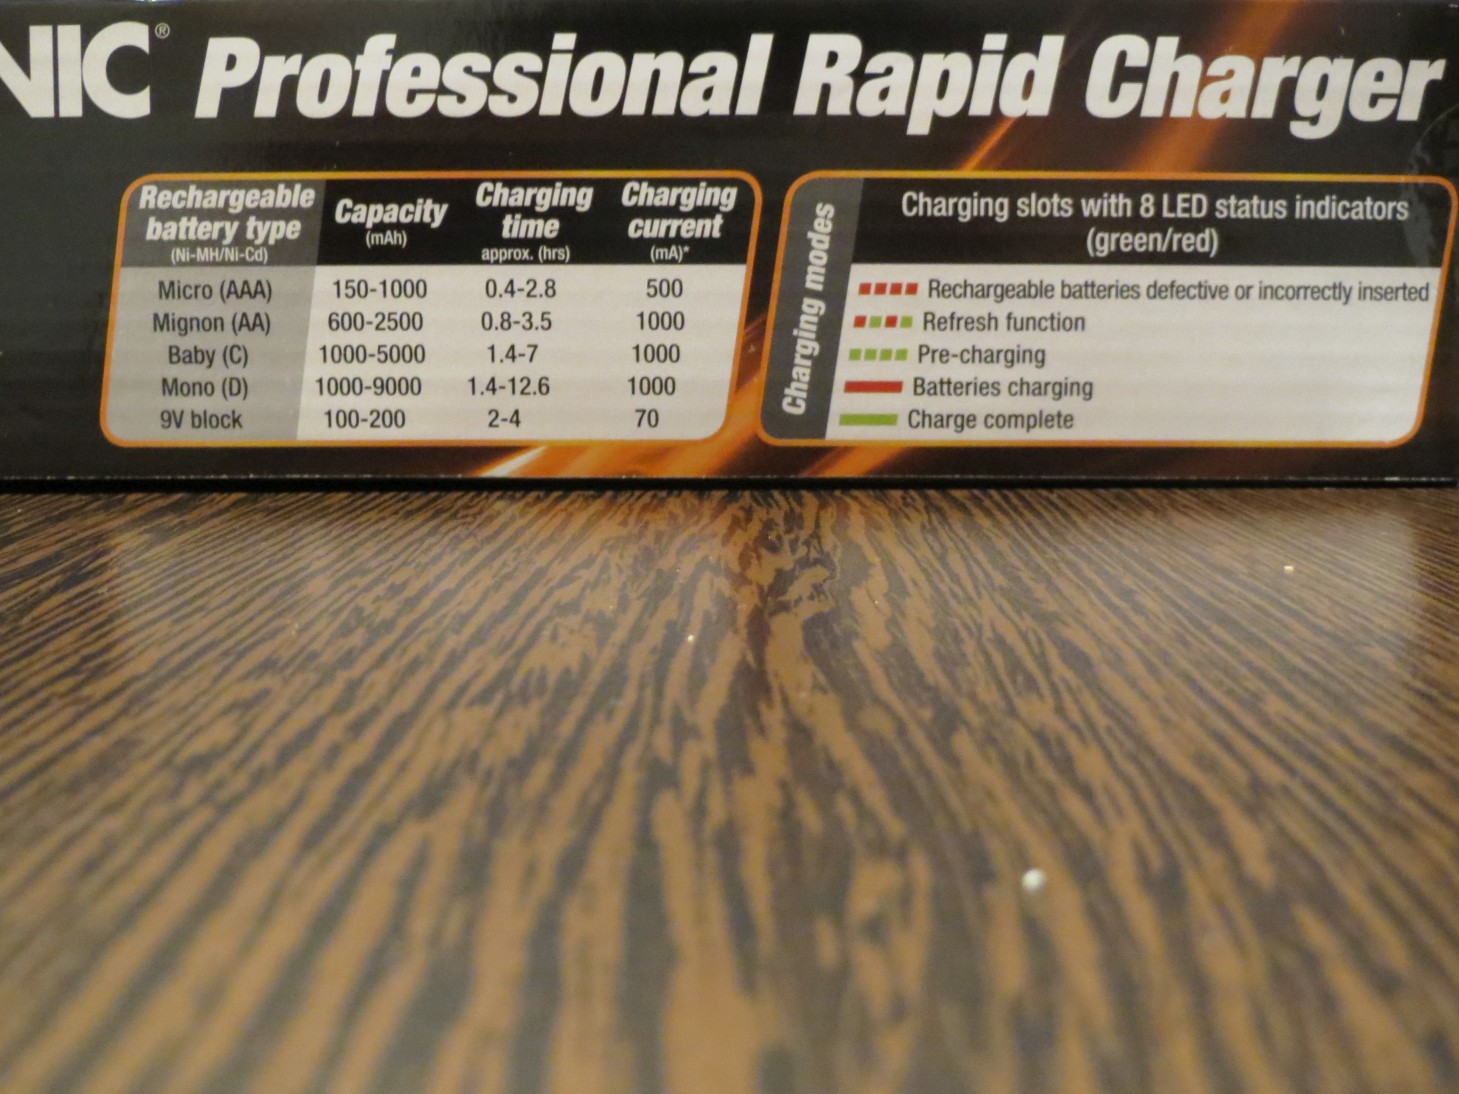 NIC® Professional Rapid Charger
Rechargeable battery type (Ni-MH/Ni-Cd) Capacity (mAh) Charging time approx. (hrs) Charging current (mA)*
Micro (AAA) 150-1000 0.4-2.8 500
Mignon (AA) 600-2500 0.8-3.5 1000
Baby (C) 1000-5000 1.4-7 1000
Mono (D) 1000-9000 1.4-12.6 1000
9V block 100-200 2-4 70
Charging modes
Charging slots with 8 LED status indicators
(green/red)
Rechargeable batteries defective or incorrectly inserted
Refresh function
Pre-charging
Batteries charging
Charge complete